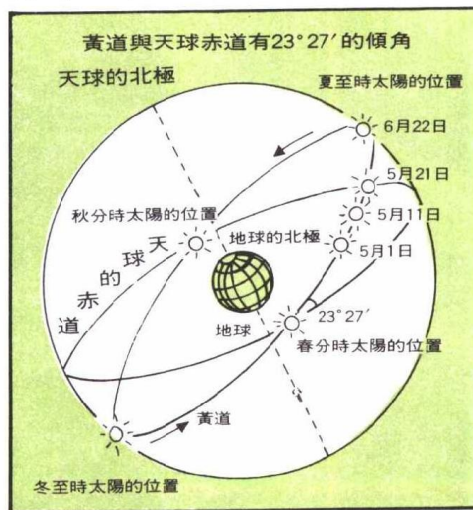 黃道與天球赤道有23°27′的傾角
天球的北極
夏至時太陽的位置
6月22日
5月21日
秋分時太陽的位置
5月11日
地球的北極
5月1日
天球的赤道
23°27′
地球
春分時太陽的位置
黃道
冬至時太陽的位置